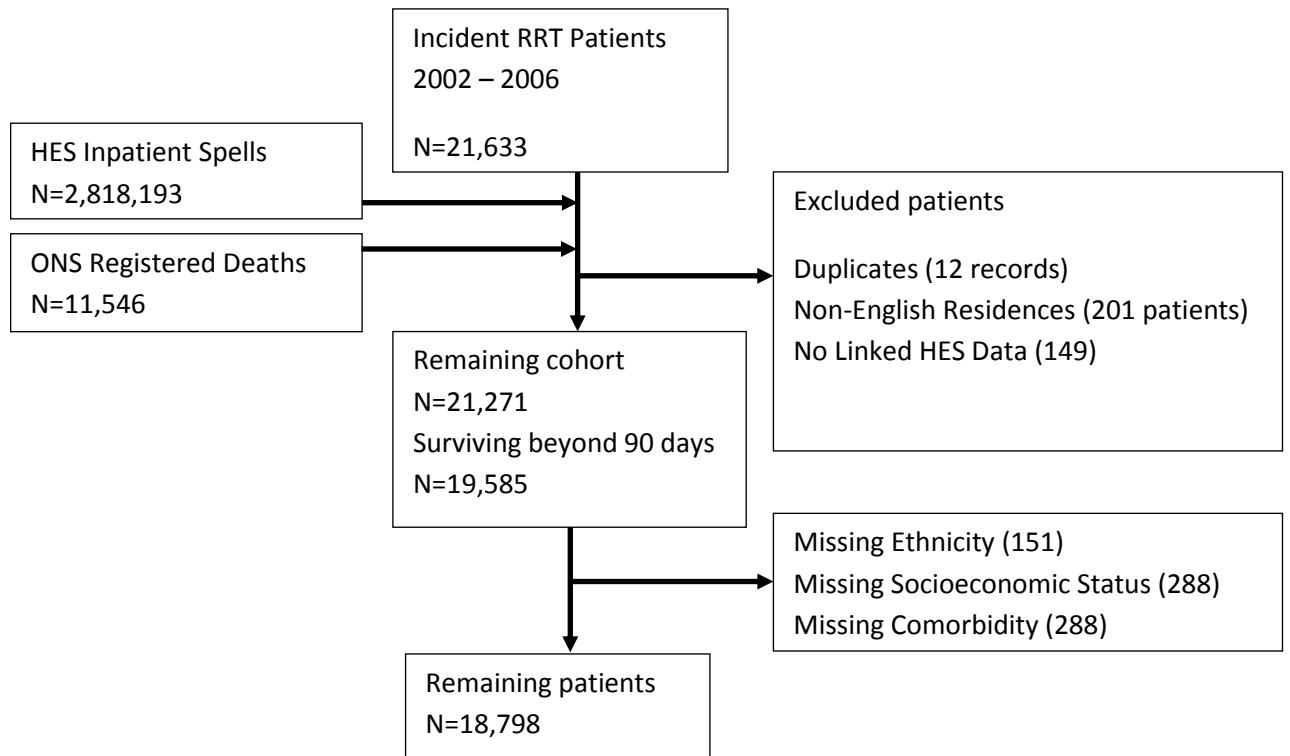 Incident RRT Patients
2002 – 2006
N=21,633
HES Inpatient Spells
N=2,818,193
ONS Registered Deaths
N=11,546
Excluded patients
Duplicates (12 records)
Non-English Residences (201 patients)
No Linked HES Data (149)
Remaining cohort
N=21,271
Surviving beyond 90 days
N=19,585
Missing Ethnicity (151)
Missing Socioeconomic Status (288)
Missing Comorbidity (288)
Remaining patients
N=18,798